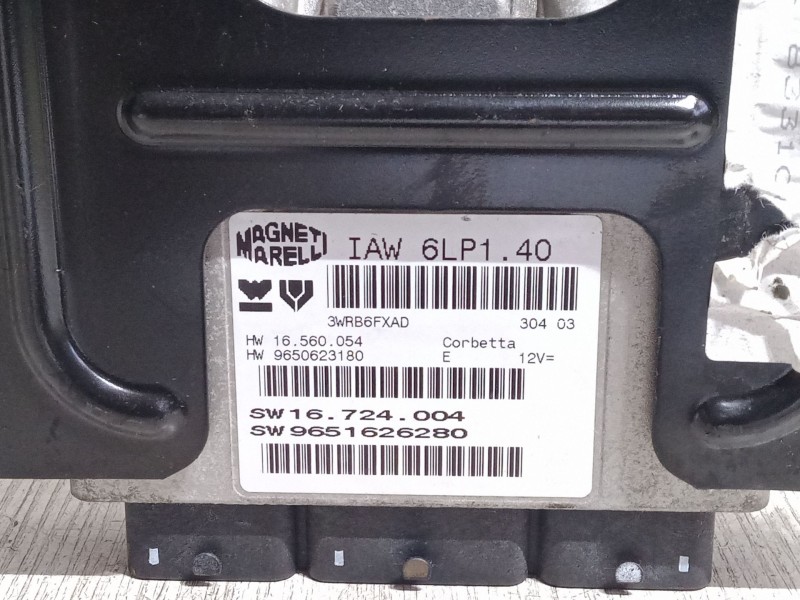 MAGNETI
MARELLI
IAW 6LP1.40
3WRB6FXAD 304 03
HW 16.560.054 Corbetta
HW 9650623180 E 12V=
SW16.724.004
SW9651626280
8331C